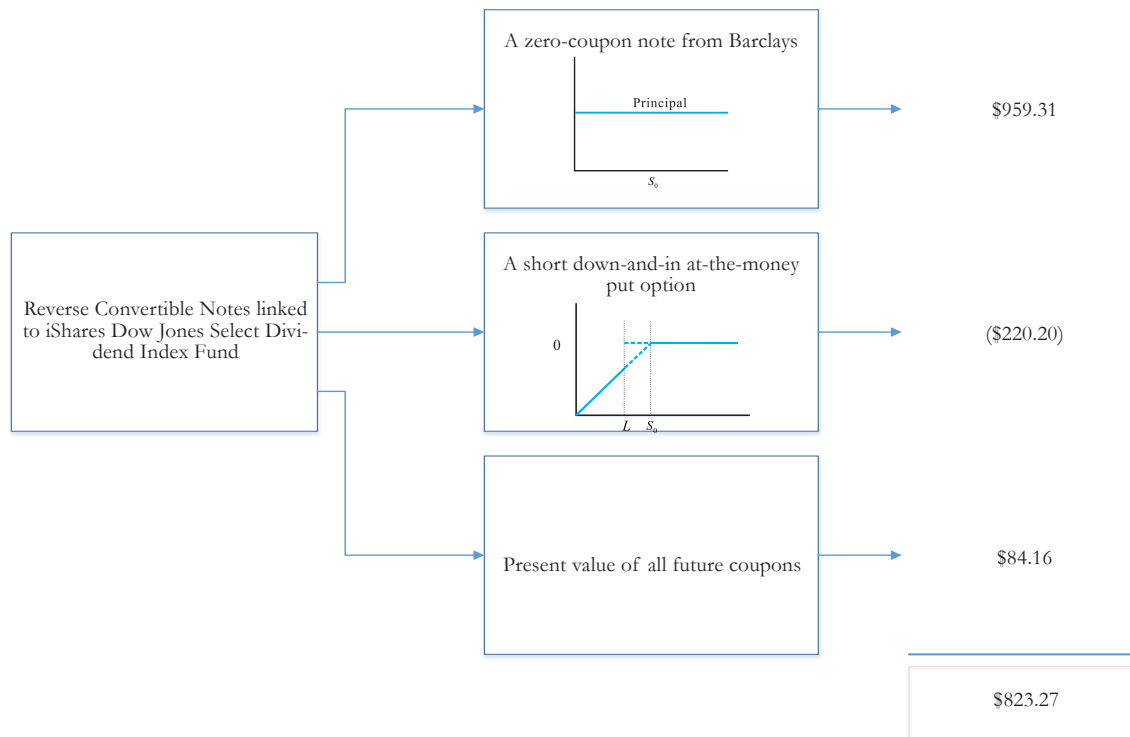 A zero-coupon note from Barclays
Principal
S₀
$959.31
Reverse Convertible Notes linked
to iShares Dow Jones Select Divi-
dend Index Fund
A short down-and-in at-the-money
put option
0
L S₀
($220.20)
Present value of all future coupons
$84.16
$823.27